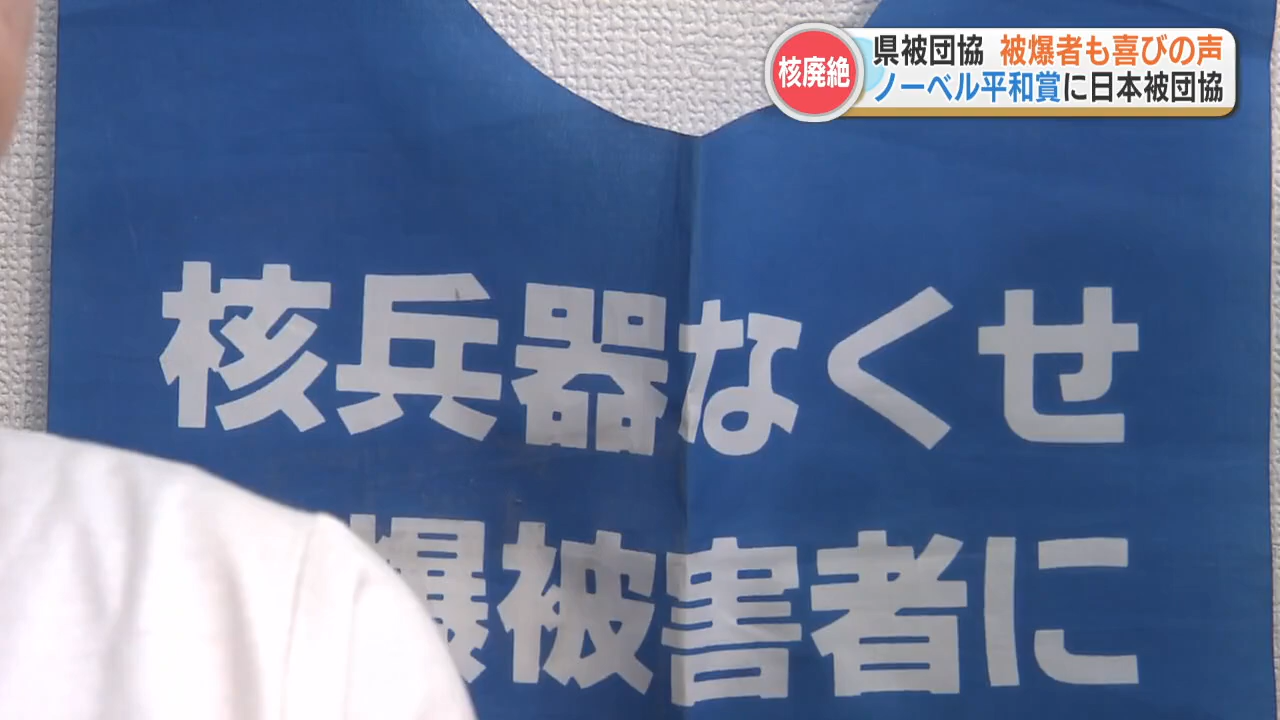 核廃絶
県被団協 被爆者も喜びの声
ノーベル平和賞に日本被団協
核兵器なくせ
爆被害者に